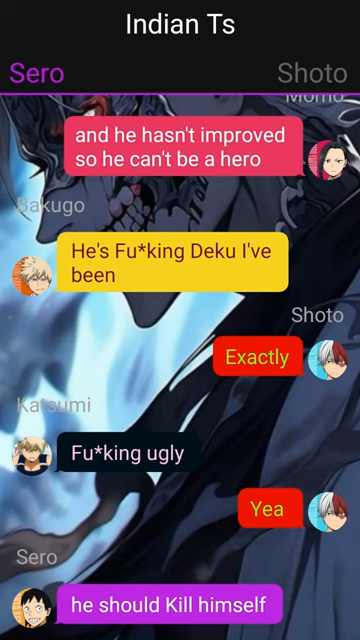 Indian Ts
Sero
Shoto
Momo
and he hasn't improved
so he can't be a hero
Bakugo
He's Fu*king Deku I've
been
Shoto
Exactly
Katsumi
Fu*king ugly
Yea
Sero
he should Kill himself